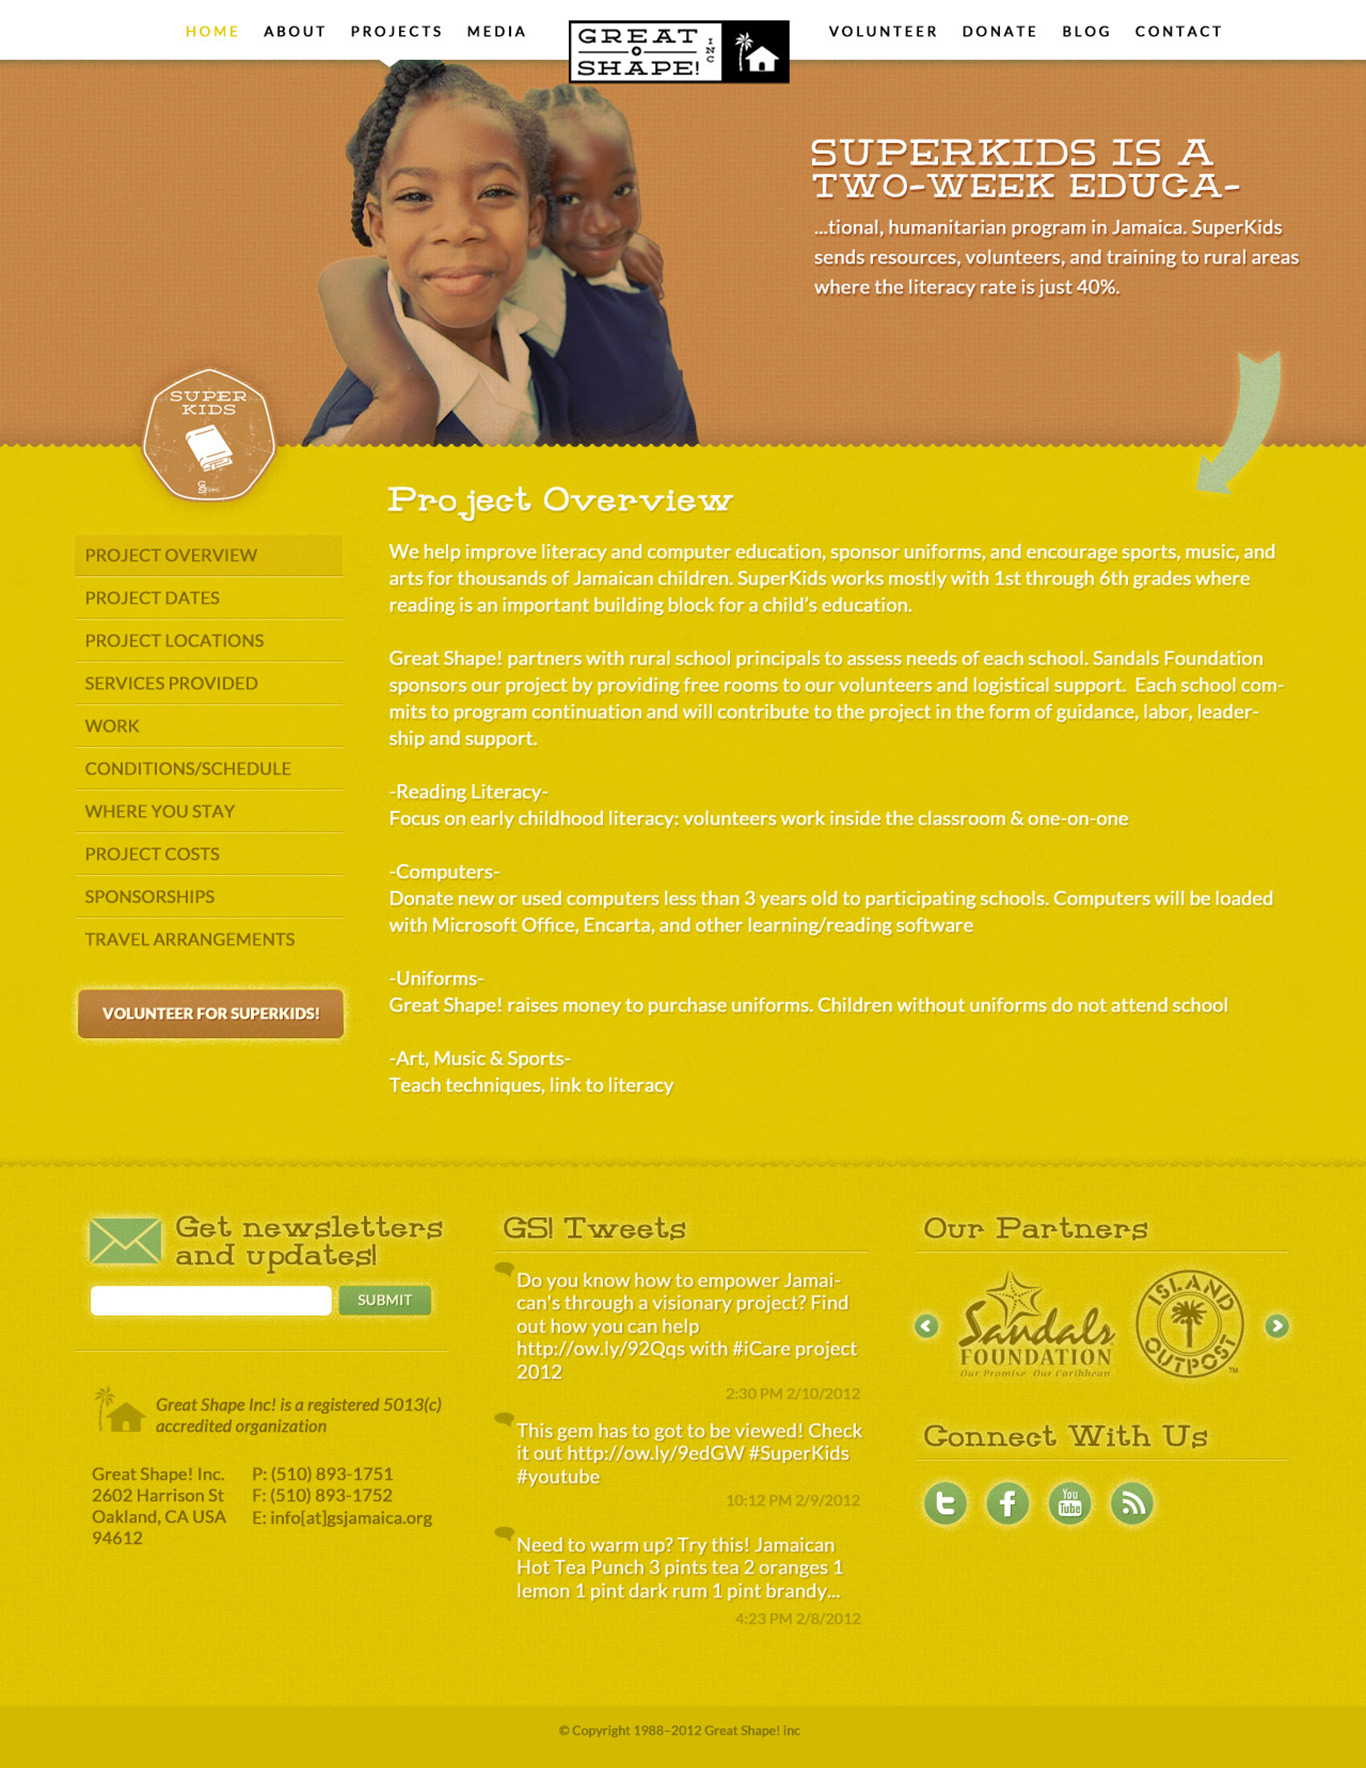 HOME ABOUT PROJECTS MEDIA
GREAT
SHAPE!
INC
VOLUNTEER DONATE BLOG CONTACT
SUPERKIDS IS A
TWO-WEEK EDUCA-
...tional, humanitarian program in Jamaica. SuperKids
sends resources, volunteers, and training to rural areas
where the literacy rate is just 40%.
SUPER
KIDS
Project Overview
We help improve literacy and computer education, sponsor uniforms, and encourage sports, music, and
arts for thousands of Jamaican children. SuperKids works mostly with 1st through 6th grades where
reading is an important building block for a child's education.
Great Shape! partners with rural school principals to assess needs of each school. Sandals Foundation
sponsors our project by providing free rooms to our volunteers and logistical support. Each school com-
mits to program continuation and will contribute to the project in the form of guidance, labor, leader-
ship and support.
-Reading Literacy-
Focus on early childhood literacy: volunteers work inside the classroom & one-on-one
-Computers-
Donate new or used computers less than 3 years old to participating schools. Computers will be loaded
with Microsoft Office, Encarta, and other learning/reading software
-Uniforms-
Great Shape! raises money to purchase uniforms. Children without uniforms do not attend school
-Art, Music & Sports-
Teach techniques, link to literacy
PROJECT OVERVIEW
PROJECT DATES
PROJECT LOCATIONS
SERVICES PROVIDED
WORK
CONDITIONS/SCHEDULE
WHERE YOU STAY
PROJECT COSTS
SPONSORSHIPS
TRAVEL ARRANGEMENTS
VOLUNTEER FOR SUPERKIDS!
Get newsletters
and updates!
SUBMIT
Great Shape Inc! is a registered 5013(c)
accredited organization
Great Shape! Inc.
2602 Harrison St
Oakland, CA USA
94612
P: (510) 893-1751
F: (510) 893-1752
E: info[at]gsjamaica.org
GS! Tweets
Do you know how to empower Jamai-
can's through a visionary project? Find
out how you can help
http://ow.ly/92Qqs with #iCare project
2012
2:30 PM 2/10/2012
This gem has to got to be viewed! Check
it out http://ow.ly/9edGW #SuperKids
#youtube
10:12 PM 2/9/2012
Need to warm up? Try this! Jamaican
Hot Tea Punch 3 pints tea 2 oranges 1
lemon 1 pint dark rum 1 pint brandy...
4:23 PM 2/8/2012
Our Partners
Sandals
FOUNDATION
Our Promise Our Caribbean
ISLAND
OUTPOST
TM
Connect With Us
You
Tube
© Copyright 1988–2012 Great Shape! inc